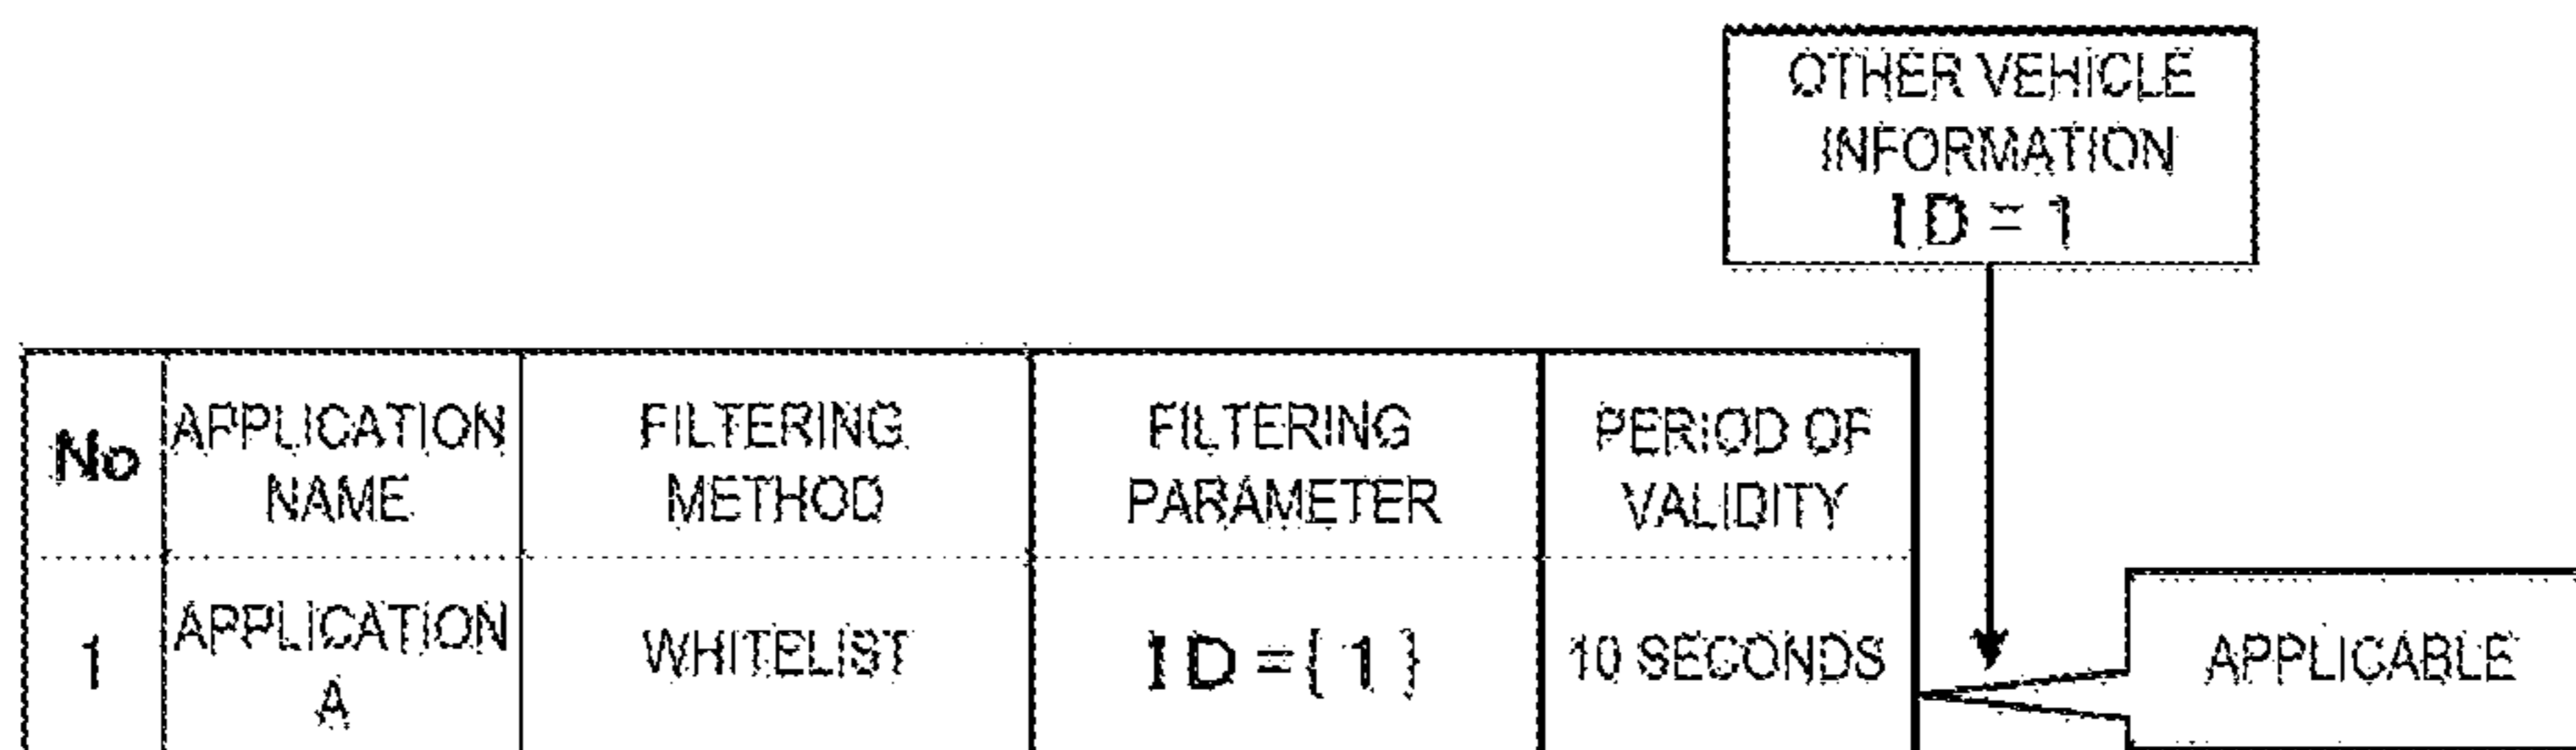 OTHER VEHICLE
INFORMATION
ID = 1
No
APPLICATION
NAME
FILTERING
METHOD
FILTERING
PARAMETER
PERIOD OF
VALIDITY
1
APPLICATION
A
WHITELIST
ID = { 1 }
10 SECONDS
APPLICABLE